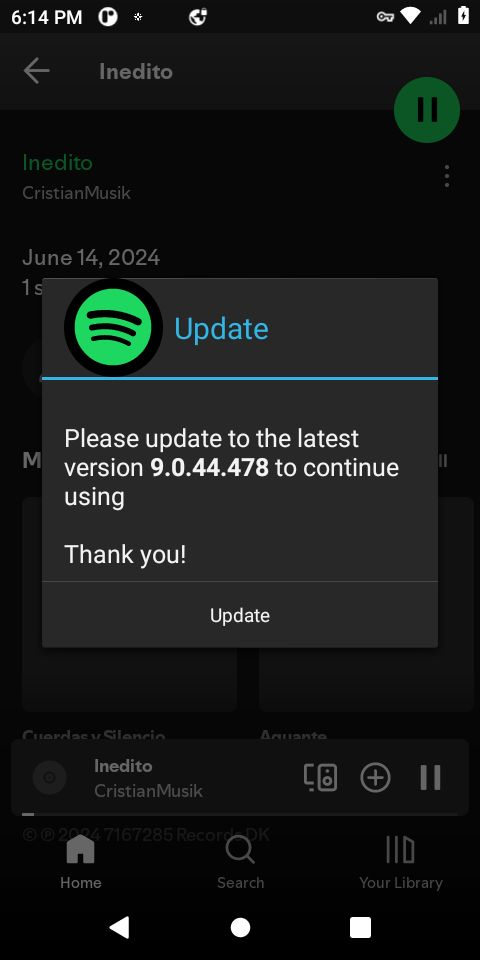 6:14 PM
Inedito
Inedito
CristianMusik
June 14, 2024
1 s
Update
Please update to the latest
version 9.0.44.478 to continue
using
Thank you!
Update
M
Cuerdas y Silencio
Aguante
Inedito
CristianMusik
© ℗ 2024 7167285 Records DK
Home
Search
Your Library